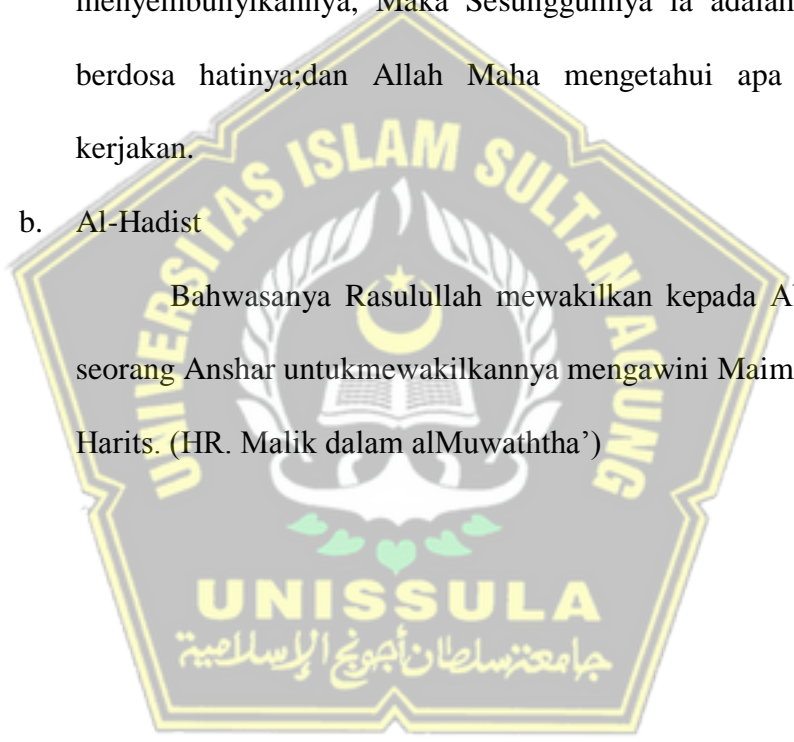 menyembunyikannya, Maka Sesungguhnya ia adalah
berdosa hatinya;dan Allah Maha mengetahui apa
kerjakan.
b. Al-Hadist
Bahwasanya Rasulullah mewakilkan kepada
seorang Anshar untukmewakilkannya mengawini
Harits. (HR. Malik dalam alMuwaththa’)
UNIVERSITAS ISLAM SULTAN AGUNG
UNISSULA
جامعة سلطان أجونج الإسلامية